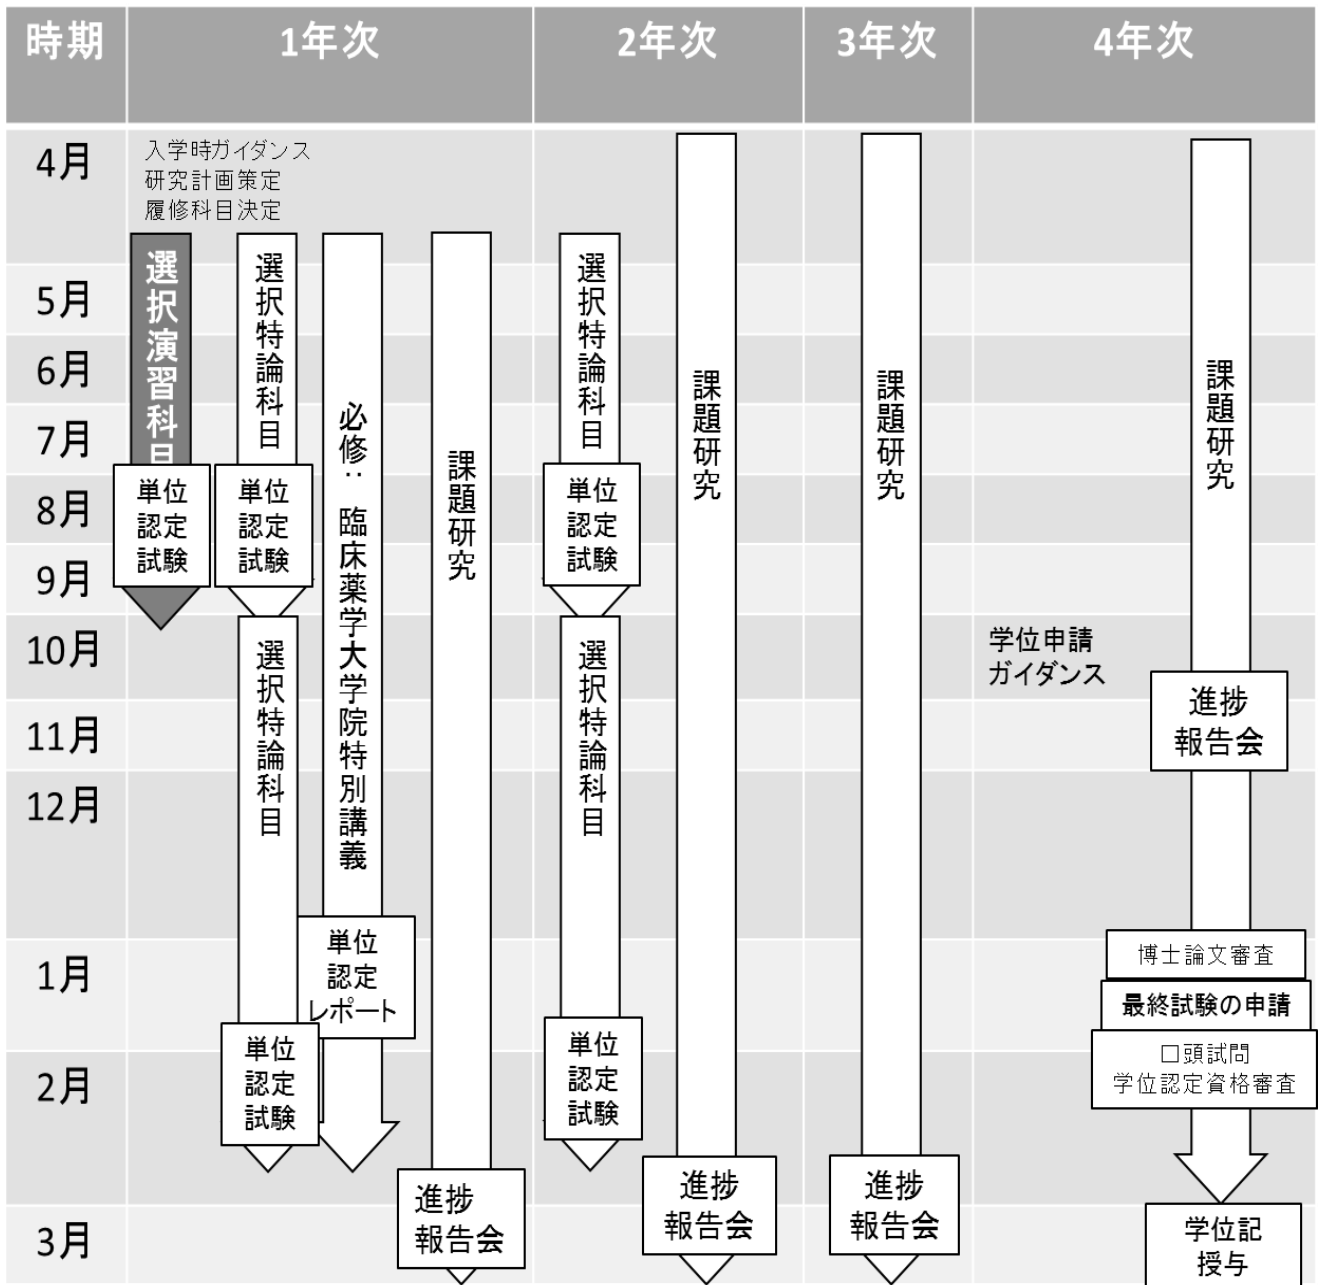 時期
1年次
2年次
3年次
4年次
4月
5月
6月
7月
8月
9月
10月
11月
12月
1月
2月
3月
入学時ガイダンス
研究計画策定
履修科目決定
選択演習科目
単位
認定
試験
選択特論科目
単位
認定
試験
選択特論科目
単位
認定
試験
必修：臨床薬学大学院特別講義
単位
認定
レポート
課題研究
進捗
報告会
選択特論科目
単位
認定
試験
選択特論科目
単位
認定
試験
課題研究
進捗
報告会
課題研究
進捗
報告会
学位申請
ガイダンス
課題研究
進捗
報告会
博士論文審査
最終試験の申請
口頭試問
学位認定資格審査
学位記
授与